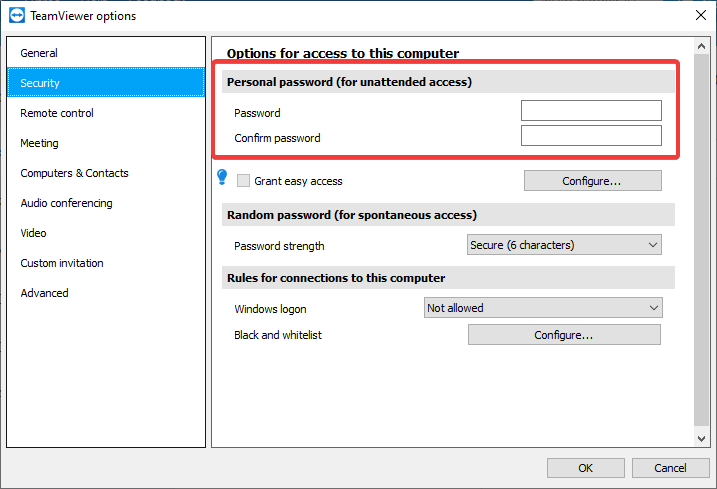 TeamViewer options
General
Security
Remote control
Meeting
Computers & Contacts
Audio conferencing
Video
Custom invitation
Advanced
Options for access to this computer
Personal password (for unattended access)
Password
Confirm password
Grant easy access Configure...
Random password (for spontaneous access)
Password strength Secure (6 characters)
Rules for connections to this computer
Windows logon Not allowed
Black and whitelist Configure...
OK Cancel